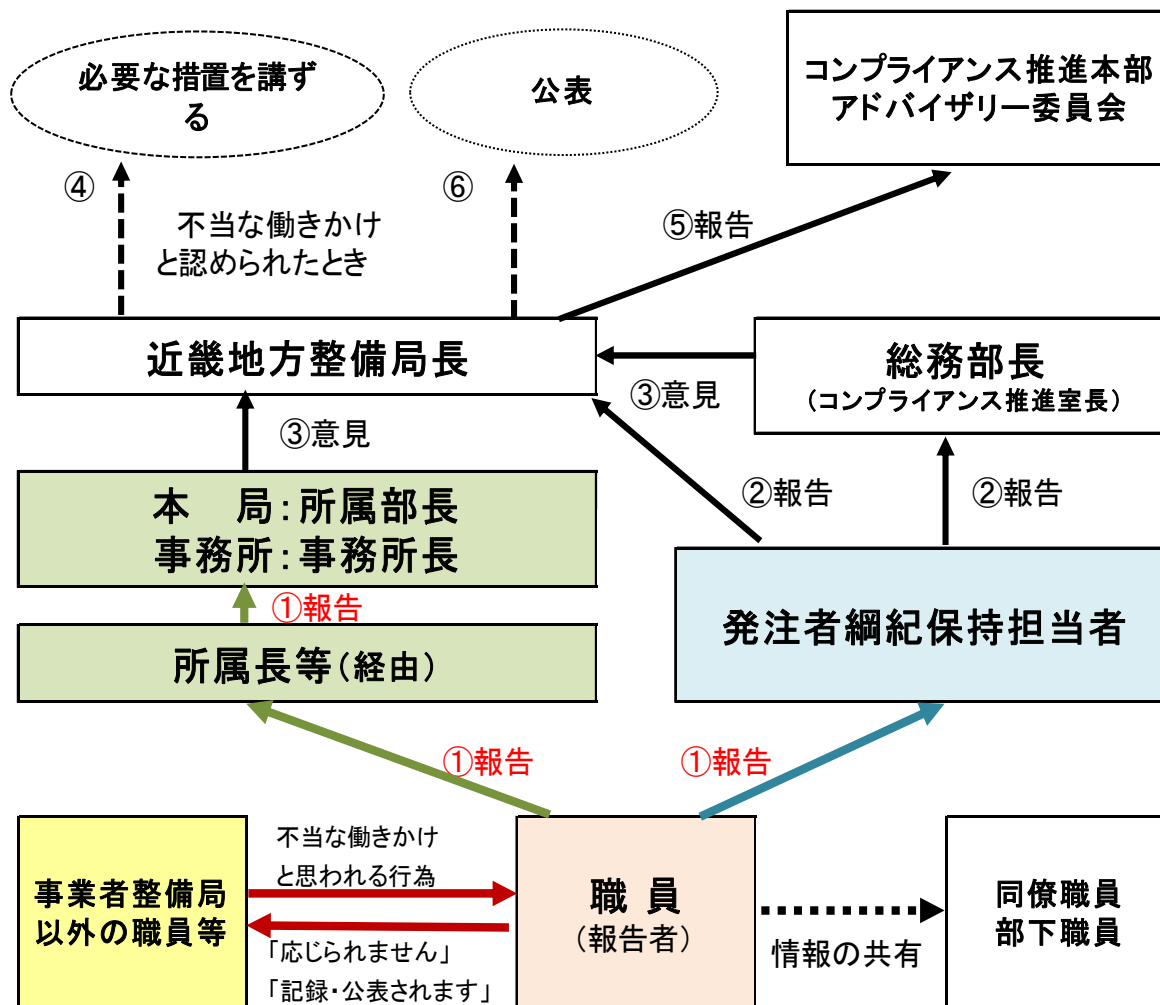 必要な措置を講ず
る
公表
コンプライアンス推進本部
アドバイザリー委員会
④
⑥
不当な働きかけ
と認められたとき
⑤報告
近畿地方整備局長
総務部長
（コンプライアンス推進室長）
③意見
③意見
②報告
②報告
本　局：所属部長
事務所：事務所長
①報告
所属長等（経由）
発注者綱紀保持担当者
①報告
①報告
事業者整備局
以外の職員等
不当な働きかけ
と思われる行為
「応じられません」
「記録・公表されます」
職 員
（報告者）
情報の共有
同僚職員
部下職員